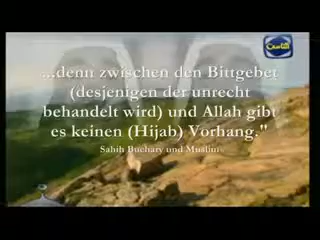 ...denn zwischen den Bittgebet
(desjenigen der unrecht
behandelt wird) und Allah gibt
es keinen (Hijab) Vorhang."
Sahih Buchary und Muslim
الناس